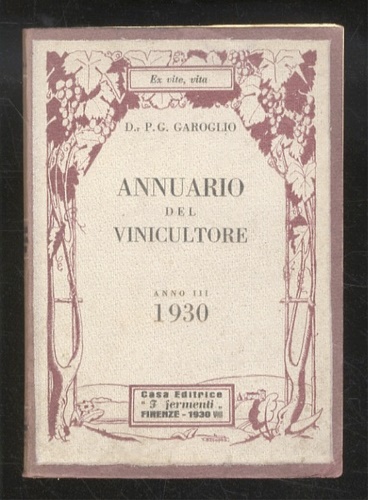 Ex vite, vita
D.r P. G. GAROGLIO
ANNUARIO
DEL
VINICULTORE
ANNO III
1930
Casa Editrice
"I fermenti"
FIRENZE - 1930 VIII